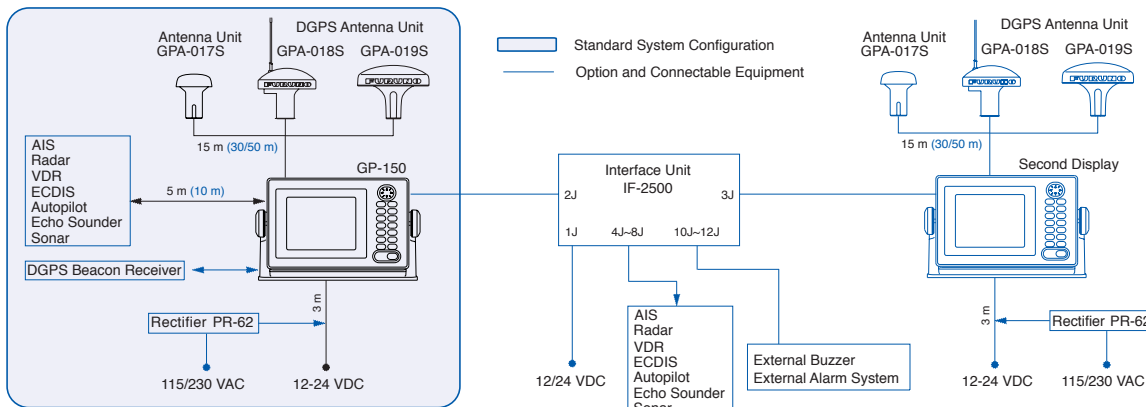 Antenna Unit
GPA-017S
DGPS Antenna Unit
GPA-018S
GPA-019S
FURUNO
FURUNO
15 m (30/50 m)
AIS
Radar
VDR
ECDIS
Autopilot
Echo Sounder
Sonar
5 m (10 m)
GP-150
DGPS Beacon Receiver
3 m
Rectifier PR-62
115/230 VAC
12-24 VDC
Standard System Configuration
Option and Connectable Equipment
Interface Unit
IF-2500
2J
3J
1J
4J~8J
10J~12J
12/24 VDC
AIS
Radar
VDR
ECDIS
Autopilot
Echo Sounder
Sonar
External Buzzer
External Alarm System
Antenna Unit
GPA-017S
DGPS Antenna Unit
GPA-018S
GPA-019S
FURUNO
FURUNO
15 m (30/50 m)
Second Display
3 m
Rectifier PR-62
12-24 VDC
115/230 VAC